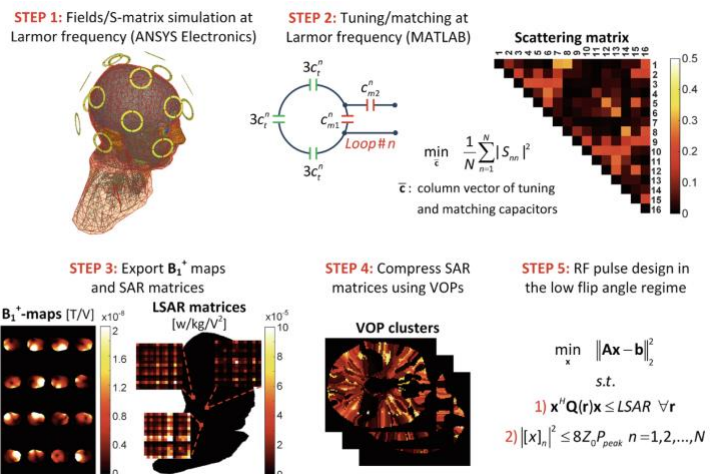 STEP 1: Fields/S-matrix simulation at
Larmor frequency (ANSYS Electronics)
STEP 2: Tuning/matching at
Larmor frequency (MATLAB)
3c_t^n
3c_t^n
3c_t^n
c_m1^n
c_m2^n
Loop#n
min_c̄ 1/N ∑_{n=1}^{N} |S_nn|^2
c̄ : column vector of tuning
and matching capacitors
Scattering matrix
1 2 3 4 5 6 7 8 9 10 11 12 13 14 15 16
1
2
3
4
5
6
7
8
9
10
11
12
13
14
15
16
0.5
0.4
0.3
0.2
0.1
0
STEP 3: Export B₁⁺ maps
and SAR matrices
B₁⁺-maps [T/V]
x10⁻⁶
2
1.6
1.2
0.8
0.4
0
LSAR matrices
[w/kg/V²]
x10⁻⁵
10
8
6
4
2
0
STEP 4: Compress SAR
matrices using VOPs
VOP clusters
STEP 5: RF pulse design in
the low flip angle regime
min_x ‖Ax − b‖₂²
s.t.
1) x^H Q(r)x ≤ LSAR ∀r
2) |[x]_n|² ≤ 8Z₀P_peak n =1,2,...,N